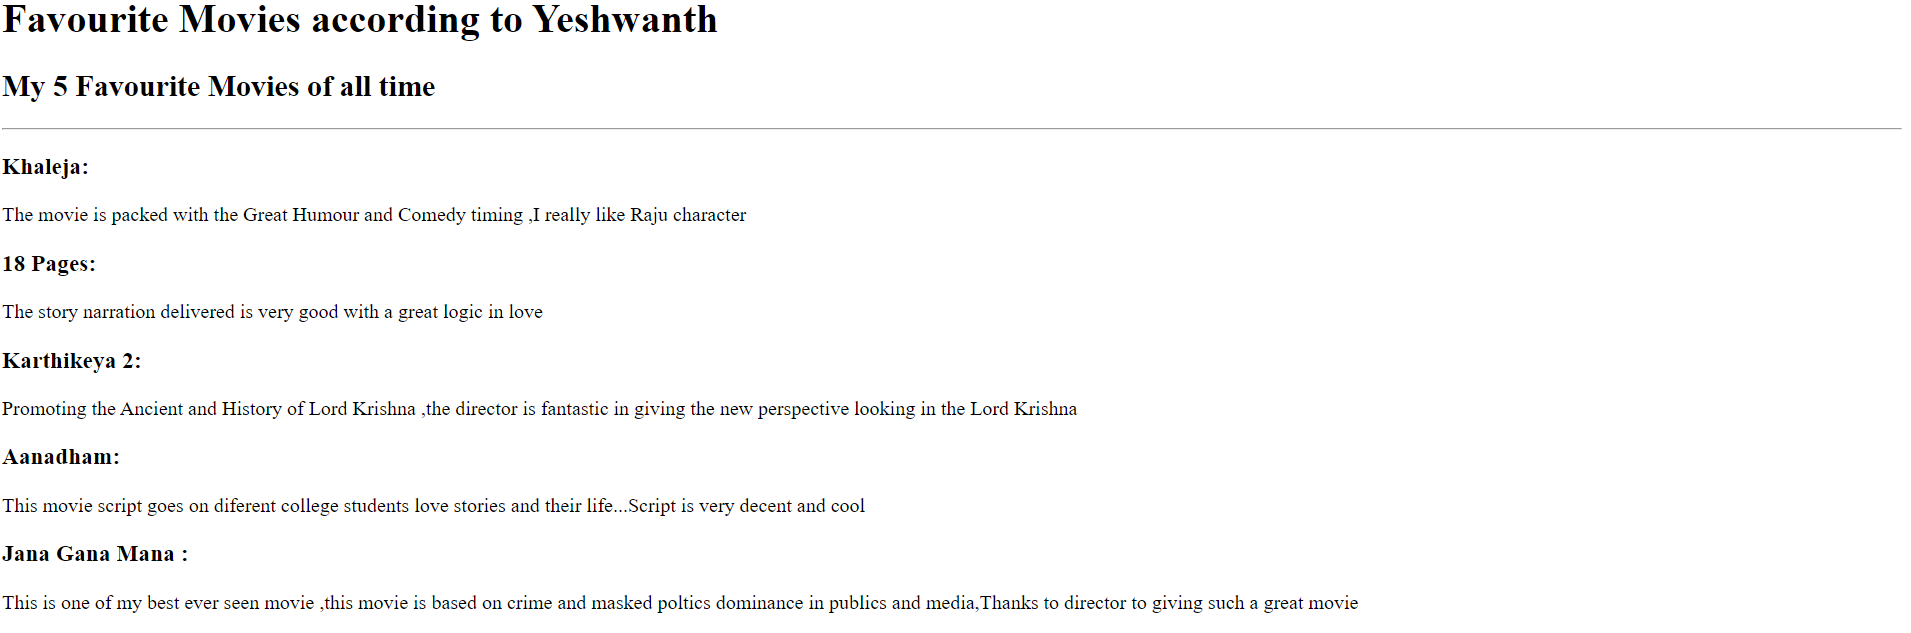 Favourite Movies according to Yeshwanth
My 5 Favourite Movies of all time
Khaleja:
The movie is packed with the Great Humour and Comedy timing ,I really like Raju character
18 Pages:
The story narration delivered is very good with a great logic in love
Karthikeya 2:
Promoting the Ancient and History of Lord Krishna ,the director is fantastic in giving the new perspective looking in the Lord Krishna
Aanadham:
This movie script goes on diferent college students love stories and their life...Script is very decent and cool
Jana Gana Mana :
This is one of my best ever seen movie ,this movie is based on crime and masked poltics dominance in publics and media,Thanks to director to giving such a great movie